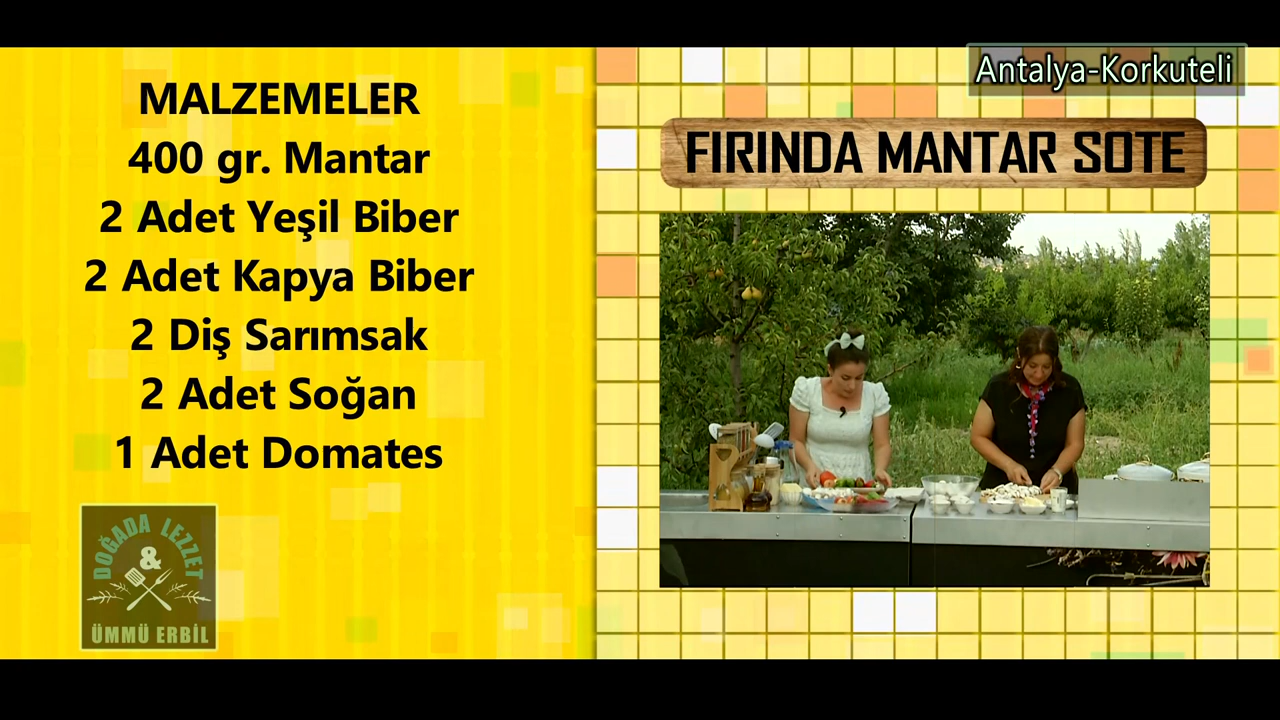 MALZEMELER
400 gr. Mantar
2 Adet Yeşil Biber
2 Adet Kapya Biber
2 Diş Sarımsak
2 Adet Soğan
1 Adet Domates
DOĞADA LEZZET
&
ÜMMÜ ERBİL
Antalya-Korkuteli
FIRINDA MANTAR SOTE